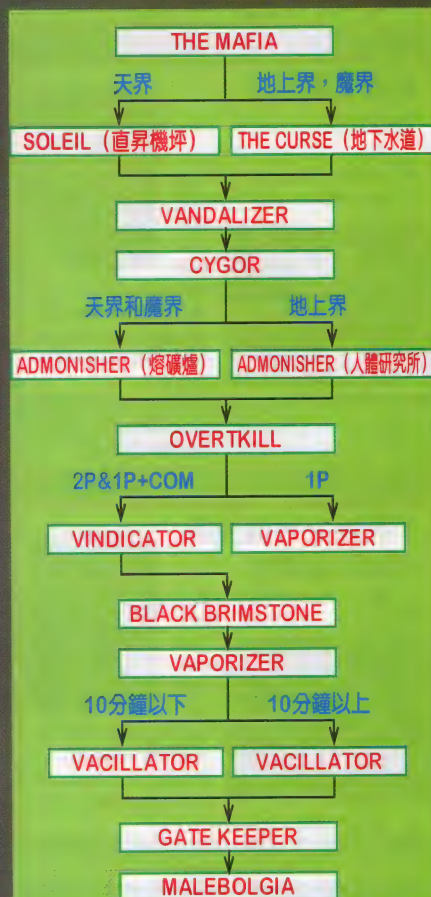 THE MAFIA
天界 地上界,魔界
SOLEIL(直昇機坪) THE CURSE(地下水道)
VANDALIZER
CYGOR
天界和魔界 地上界
ADMONISHER(熔礦爐) ADMONISHER(人體研究所)
OVERTKILL
2P&1P+COM 1P
VINDICATOR VAPORIZER
BLACK BRIMSTONE
VAPORIZER
10分鐘以下 10分鐘以上
VACILLATOR VACILLATOR
GATE KEEPER
MALEBOLGIA